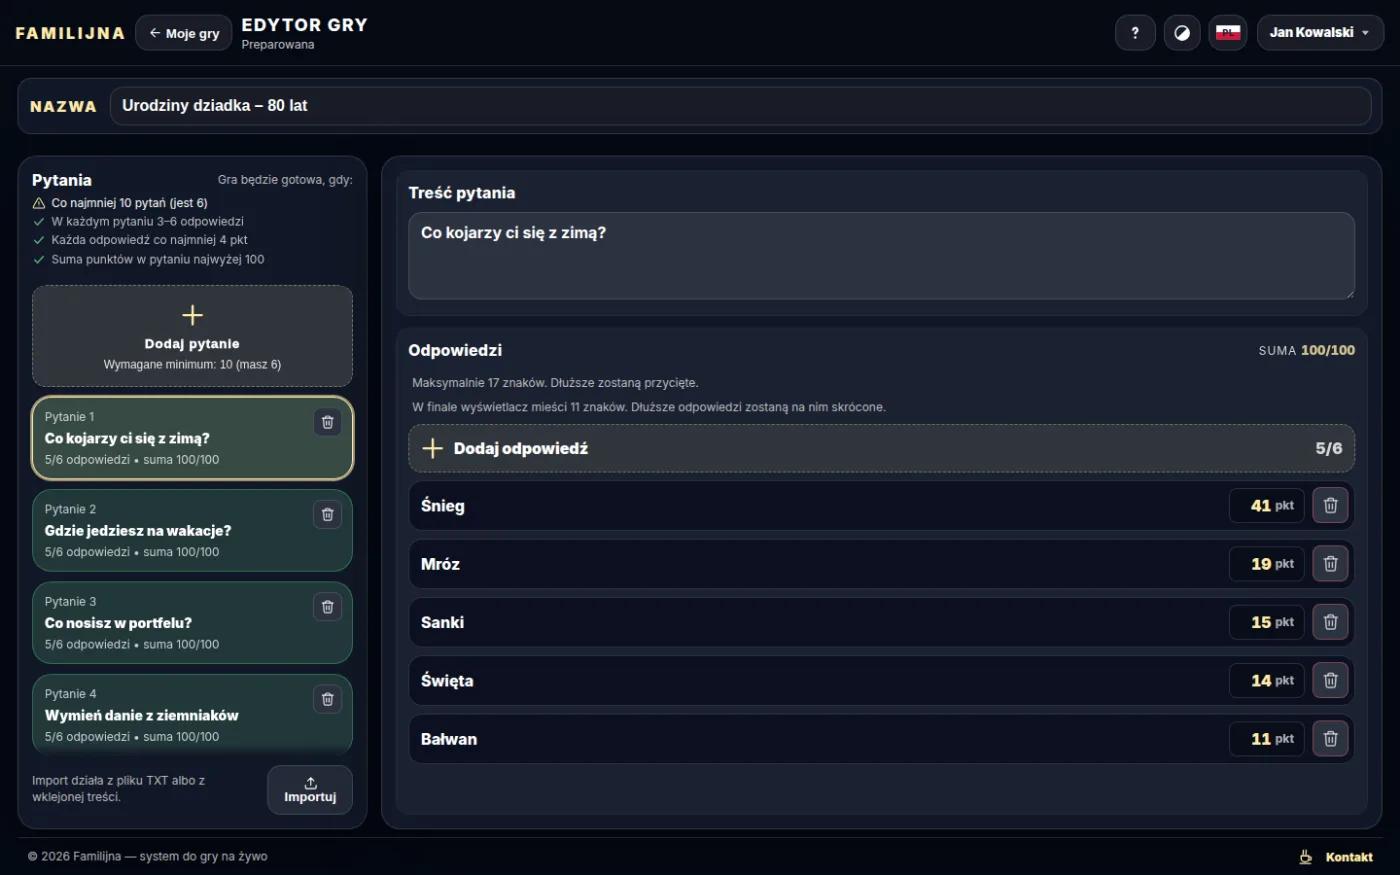 FAMILIJNA
← Moje gry
EDYTOR GRY
Preparowana
?
PL
Jan Kowalski
NAZWA
Urodziny dziadka – 80 lat
Pytania
Gra będzie gotowa, gdy:
Co najmniej 10 pytań (jest 6)
W każdym pytaniu 3–6 odpowiedzi
Każda odpowiedź co najmniej 4 pkt
Suma punktów w pytaniu najwyżej 100
Dodaj pytanie
Wymagane minimum: 10 (masz 6)
Pytanie 1
Co kojarzy ci się z zimą?
5/6 odpowiedzi • suma 100/100
Pytanie 2
Gdzie jedziesz na wakacje?
5/6 odpowiedzi • suma 100/100
Pytanie 3
Co nosisz w portfelu?
5/6 odpowiedzi • suma 100/100
Pytanie 4
Wymień danie z ziemniaków
5/6 odpowiedzi • suma 100/100
Import działa z pliku TXT albo z
wklejonej treści.
Importuj
Treść pytania
Co kojarzy ci się z zimą?
Odpowiedzi
SUMA 100/100
Maksymalnie 17 znaków. Dłuższe zostaną przycięte.
W finale wyświetlacz mieści 11 znaków. Dłuższe odpowiedzi zostaną na nim skrócone.
Dodaj odpowiedź
5/6
Śnieg
41 pkt
Mróz
19 pkt
Sanki
15 pkt
Święta
14 pkt
Bałwan
11 pkt
© 2026 Familijna — system do gry na żywo
Kontakt